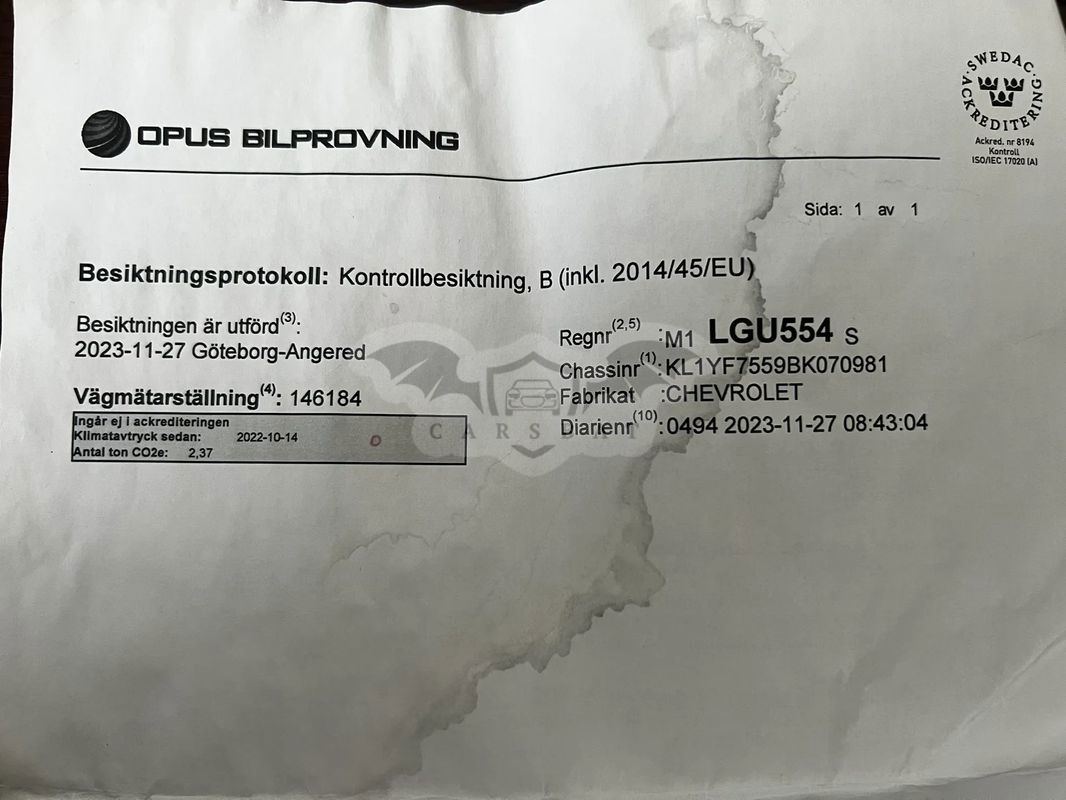 OPUS BILPROVNING
SWEDAC ACKREDITERING
Ackred. nr 8194
Kontroll
ISO/IEC 17020 (A)
Sida: 1 av 1
Besiktningsprotokoll: Kontrollbesiktning, B (inkl. 2014/45/EU)
Besiktningen är utförd(3):
2023-11-27 Göteborg-Angered
Vägmätarställning(4): 146184
Ingår ej i ackrediteringen
Klimatavtryck sedan: 2022-10-14
Antal ton CO2e: 2,37
Regnr(2,5) :M1 LGU554 S
Chassinr(1):KL1YF7559BK070981
Fabrikat :CHEVROLET
Diarienr(10):0494 2023-11-27 08:43:04